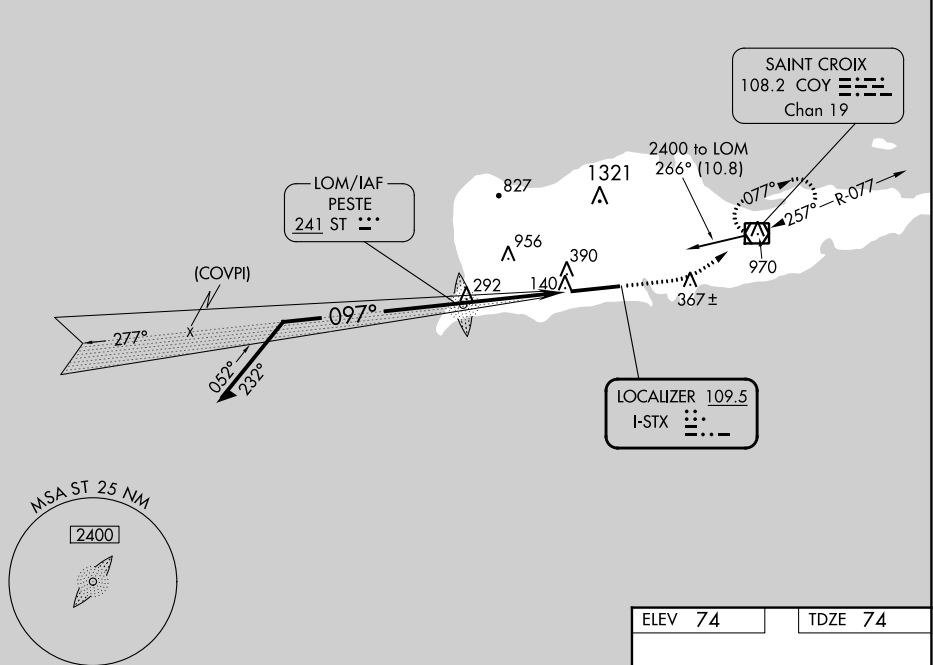 SAINT CROIX
108.2 COY
Chan 19
2400 to LOM
266° (10.8)
1321
827
077°
257°
R-077
LOM/IAF
PESTE
241 ST
956
390
970
(COVPI)
292
140
367±
097°
277°
052°
232°
LOCALIZER 109.5
I-STX
MSA ST 25 NM
2400
ELEV 74
TDZE 74